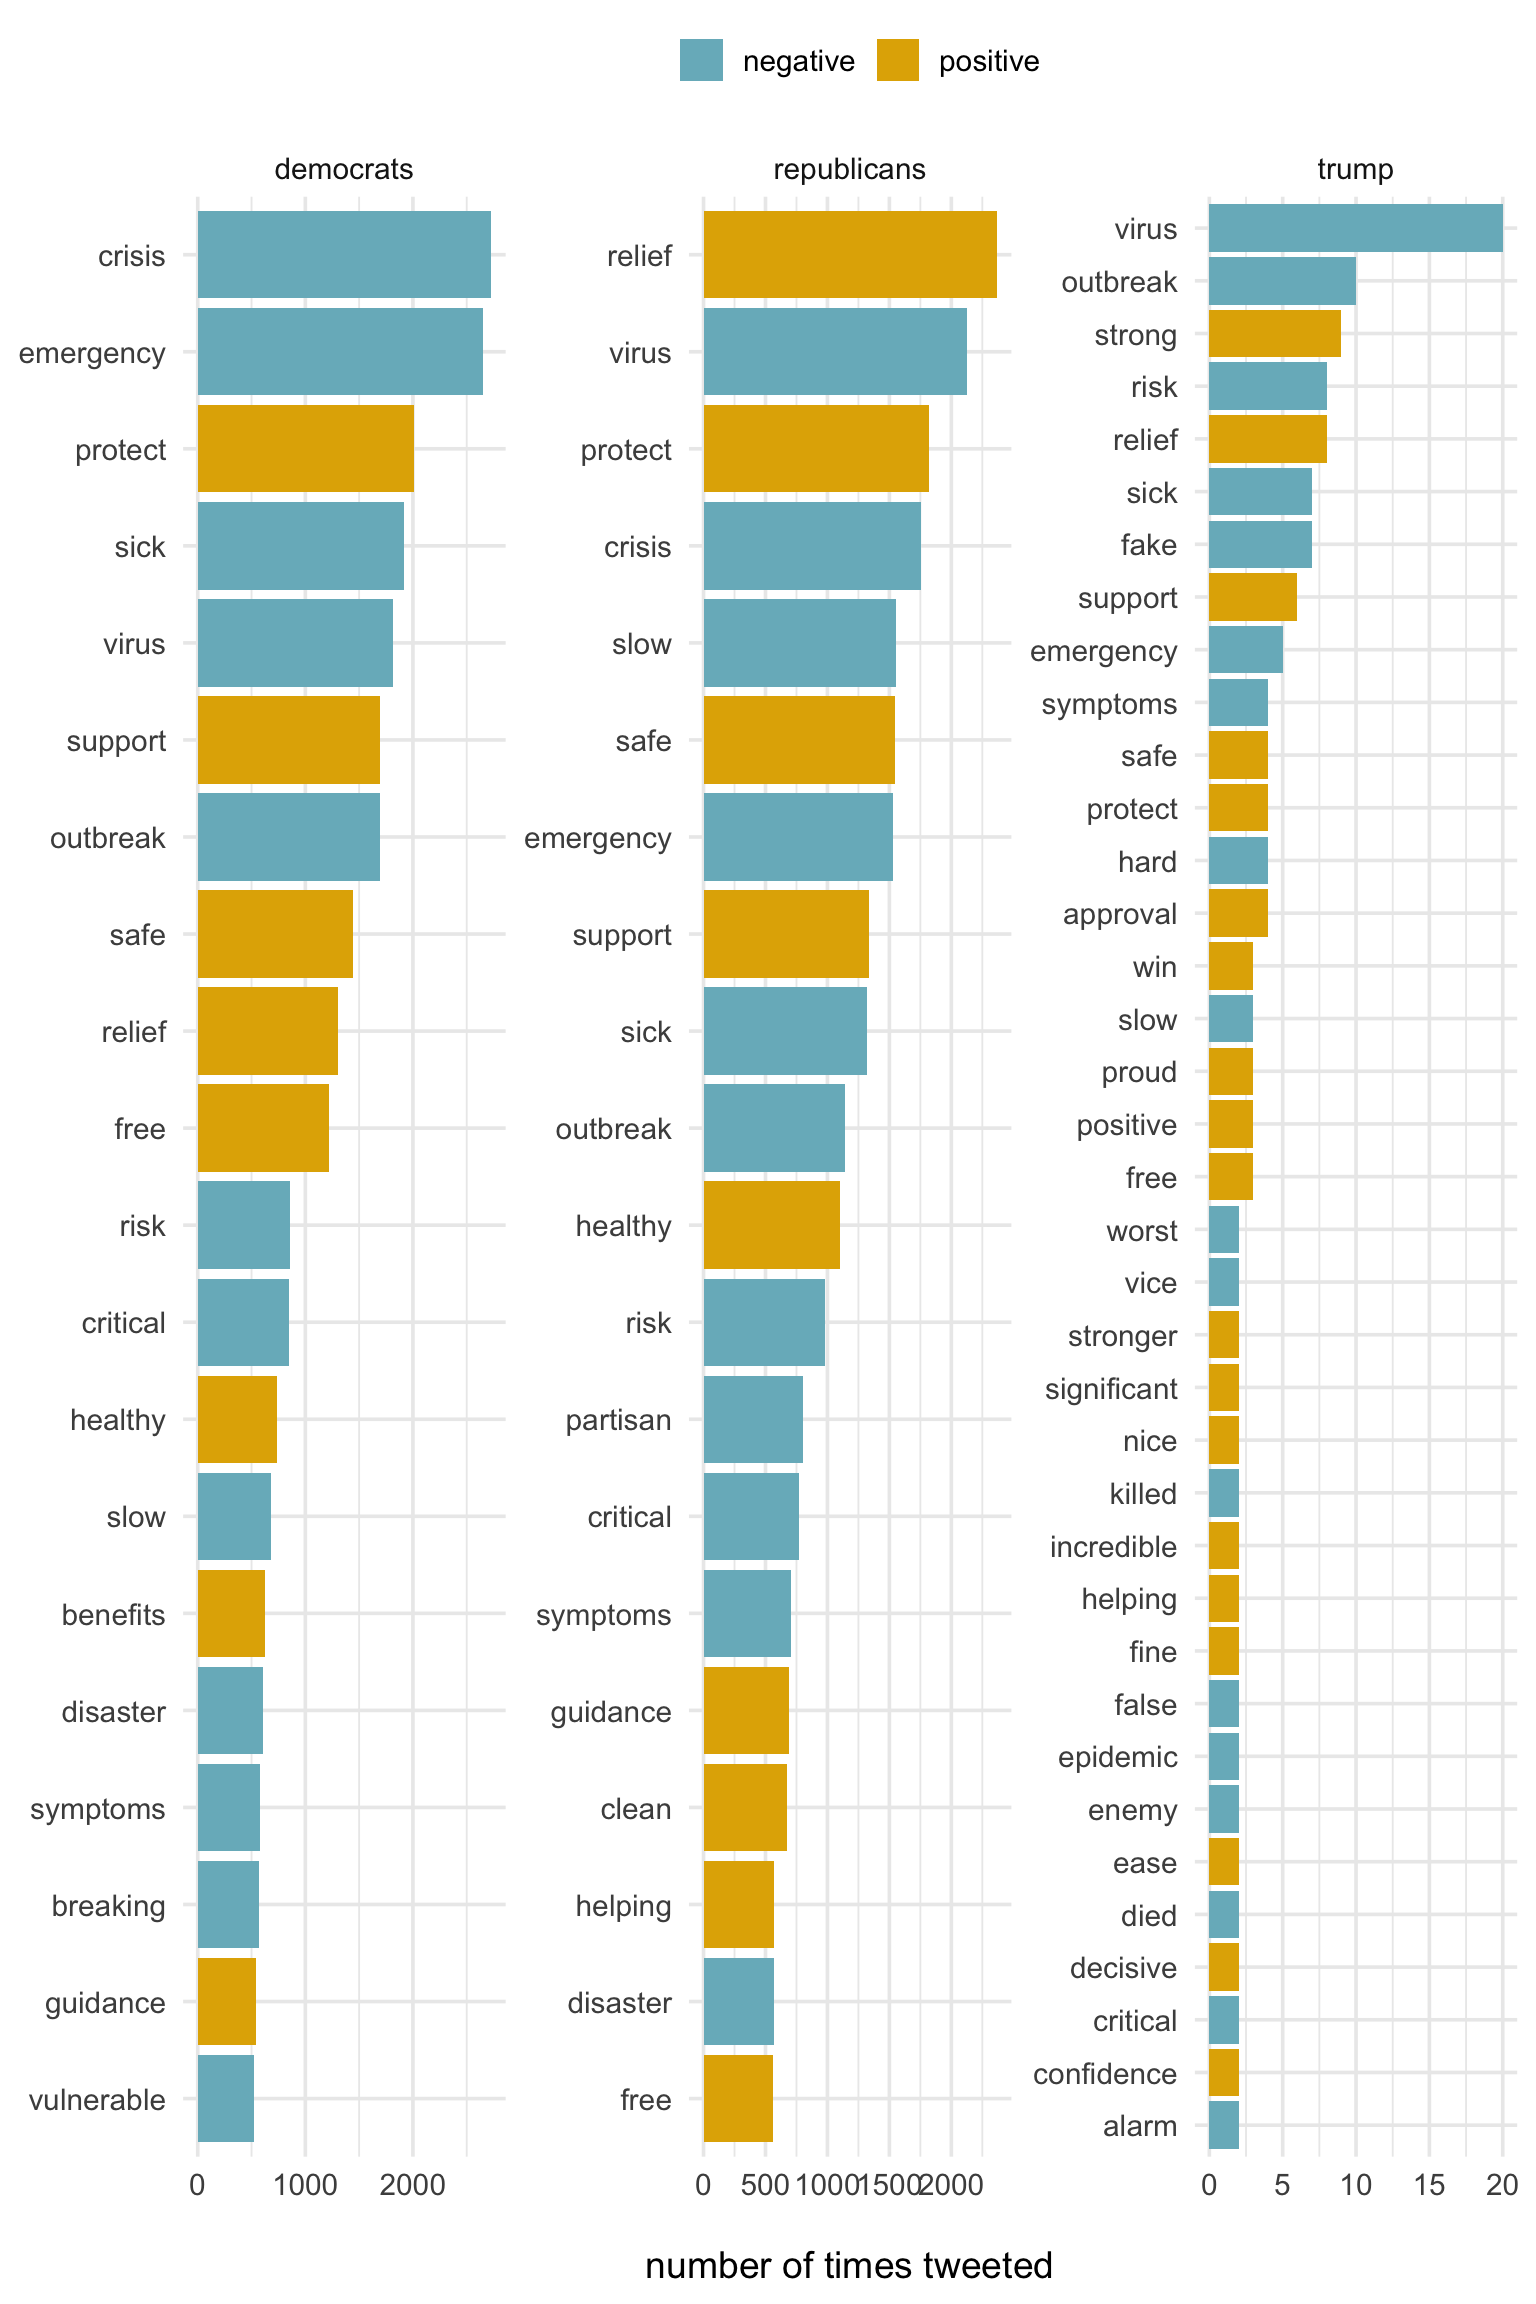 negative positive
democrats
crisis
emergency
protect
sick
virus
support
outbreak
safe
relief
free
risk
critical
healthy
slow
benefits
disaster
symptoms
breaking
guidance
vulnerable
0 1000 2000
republicans
relief
virus
protect
crisis
slow
safe
emergency
support
sick
outbreak
healthy
risk
partisan
critical
symptoms
guidance
clean
helping
disaster
free
0 500 1000 1500 2000
trump
virus
outbreak
strong
risk
relief
sick
fake
support
emergency
symptoms
safe
protect
hard
approval
win
slow
proud
positive
free
worst
vice
stronger
significant
nice
killed
incredible
helping
fine
false
epidemic
enemy
ease
died
decisive
critical
confidence
alarm
0 5 10 15 20
number of times tweeted